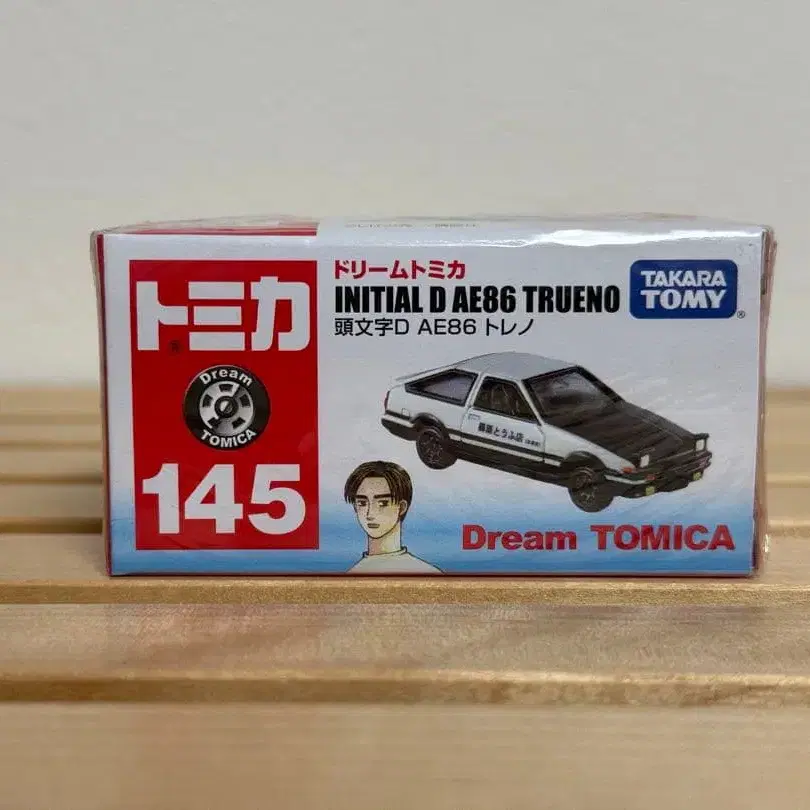 トミカ
Dream
TOMICA
145
ドリームトミカ
INITIAL D AE86 TRUENO
頭文字D AE86 トレノ
TAKARA
TOMY
藤原とうふ店
Dream TOMICA